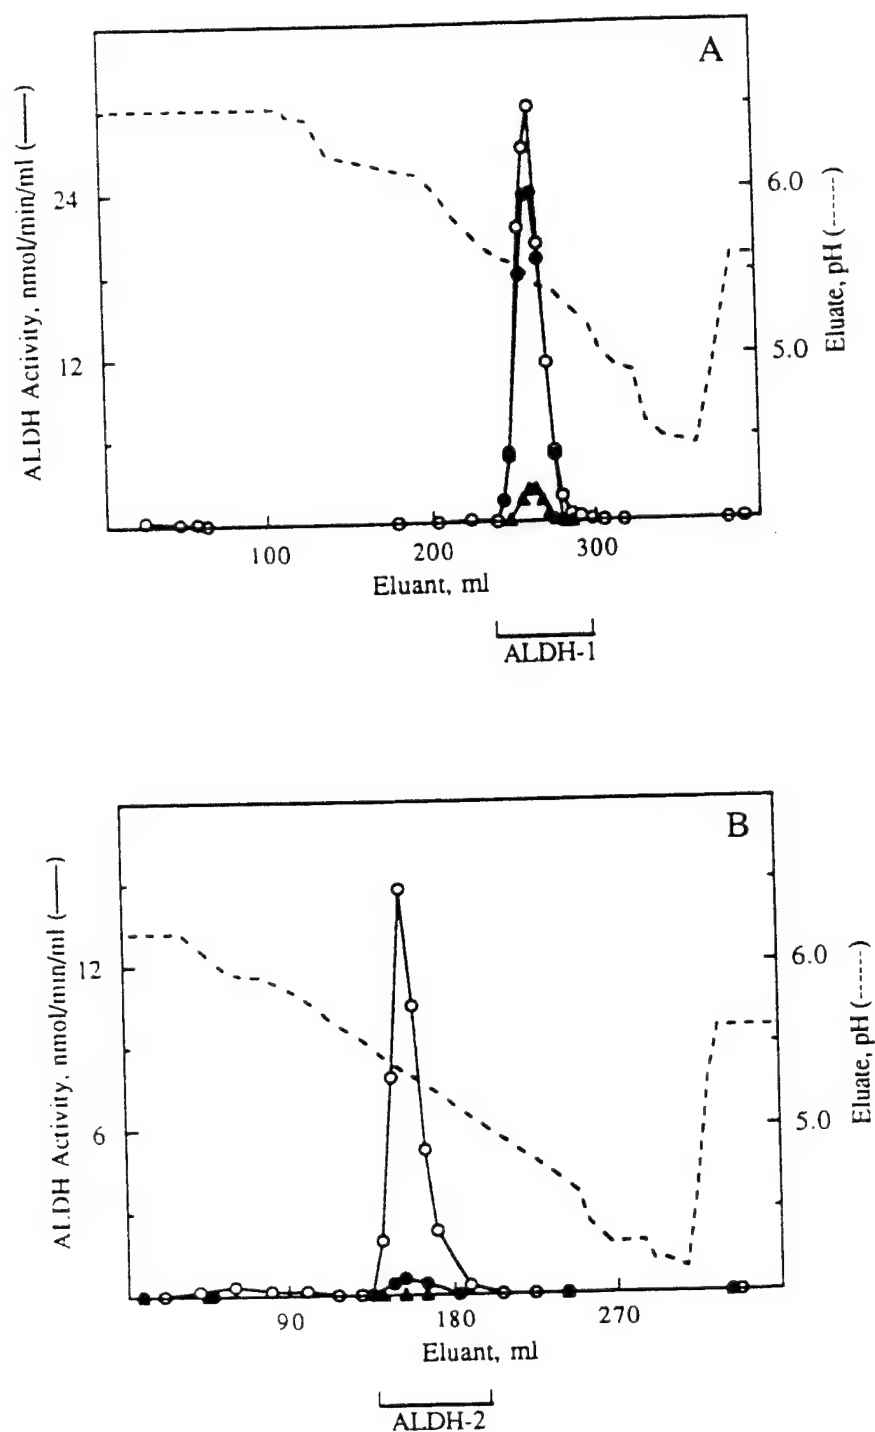 A
ALDH Activity, nmol/min/ml (——)
24
12
6.0
5.0
Eluate, pH (------)
100
200
300
Eluant, ml
ALDH-1
B
ALDH Activity, nmol/min/ml (——)
12
6
6.0
5.0
Eluate, pH (------)
90
180
270
Eluant, ml
ALDH-2